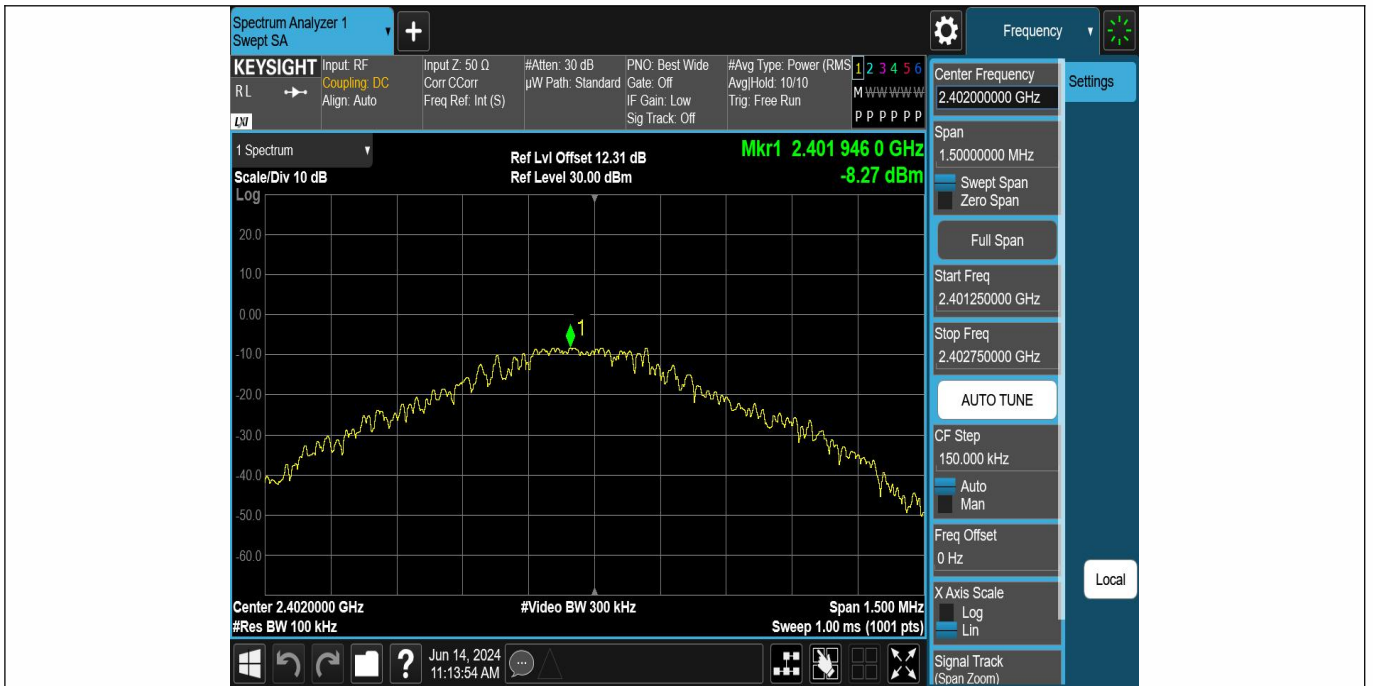 Spectrum Analyzer 1
Swept SA
Frequency
KEYSIGHT
RL
LXI
Input: RF
Coupling: DC
Align: Auto
Input Z: 50 Ω
Corr CCorr
Freq Ref: Int (S)
#Atten: 30 dB
µW Path: Standard
PNO: Best Wide
Gate: Off
IF Gain: Low
Sig Track: Off
#Avg Type: Power (RMS
Avg|Hold: 10/10
Trig: Free Run
1 2 3 4 5 6
M W W W W W
P P P P P P
1 Spectrum
Scale/Div 10 dB
Log
Ref Lvl Offset 12.31 dB
Ref Level 30.00 dBm
Mkr1 2.401 946 0 GHz
-8.27 dBm
20.0
10.0
0.00
-10.0
-20.0
-30.0
-40.0
-50.0
-60.0
1
Center 2.4020000 GHz
#Res BW 100 kHz
#Video BW 300 kHz
Span 1.500 MHz
Sweep 1.00 ms (1001 pts)
Center Frequency
2.402000000 GHz
Settings
Span
1.50000000 MHz
Swept Span
Zero Span
Full Span
Start Freq
2.401250000 GHz
Stop Freq
2.402750000 GHz
AUTO TUNE
CF Step
150.000 kHz
Auto
Man
Freq Offset
0 Hz
Local
X Axis Scale
Log
Lin
Signal Track
(Span Zoom)
?
Jun 14, 2024
11:13:54 AM